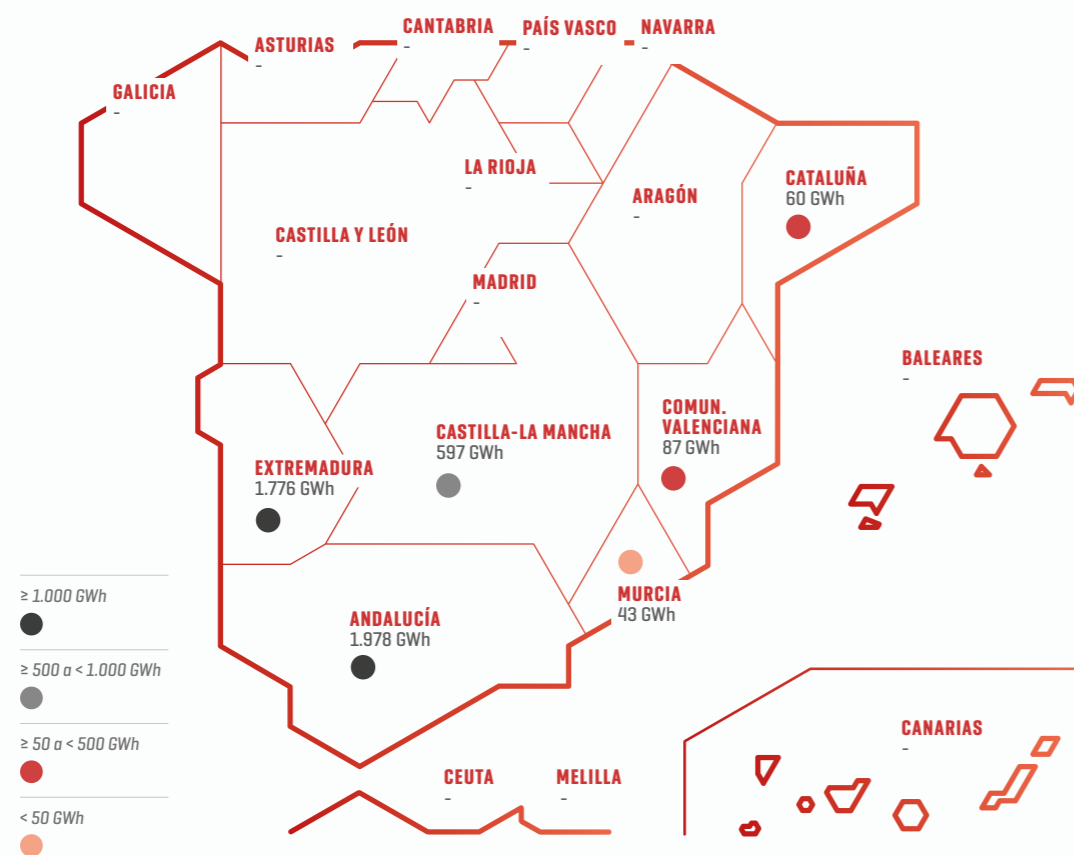 CANTABRIA
-
PAÍS VASCO
-
NAVARRA
-
ASTURIAS
-
GALICIA
-
LA RIOJA
-
ARAGÓN
-
CATALUÑA
60 GWh
CASTILLA Y LEÓN
-
MADRID
-
BALEARES
-
COMUN.
VALENCIANA
87 GWh
CASTILLA-LA MANCHA
597 GWh
EXTREMADURA
1.776 GWh
MURCIA
43 GWh
ANDALUCÍA
1.978 GWh
≥ 1.000 GWh
≥ 500 a < 1.000 GWh
≥ 50 a < 500 GWh
< 50 GWh
CEUTA
-
MELILLA
-
CANARIAS
-